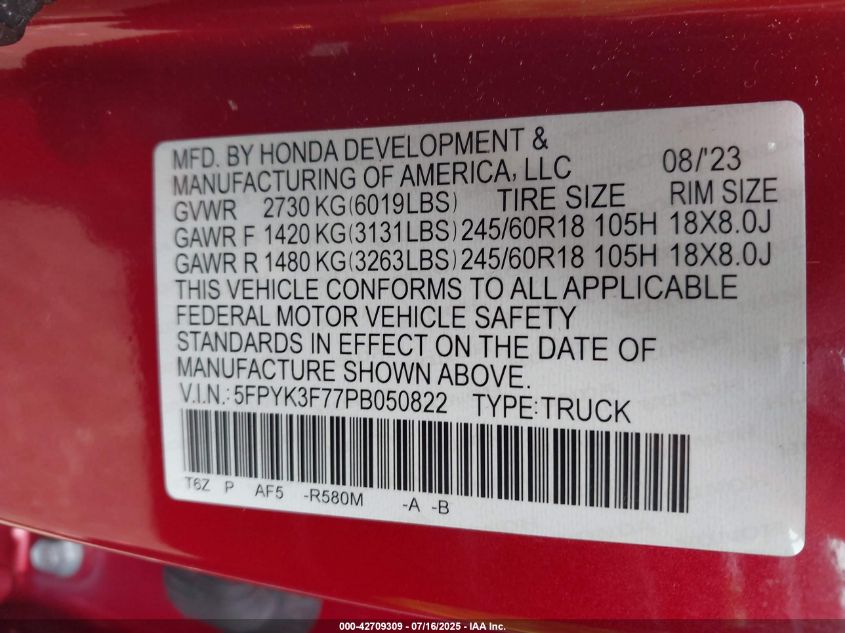 MFD. BY HONDA DEVELOPMENT &
MANUFACTURING OF AMERICA, LLC 08/'23
GVWR 2730 KG(6019LBS) TIRE SIZE RIM SIZE
GAWR F 1420 KG(3131LBS) 245/60R18 105H 18X8.0J
GAWR R 1480 KG(3263LBS) 245/60R18 105H 18X8.0J
THIS VEHICLE CONFORMS TO ALL APPLICABLE
FEDERAL MOTOR VEHICLE SAFETY
STANDARDS IN EFFECT ON THE DATE OF
MANUFACTURE SHOWN ABOVE.
V.I.N.: 5FPYK3F77PB050822 TYPE:TRUCK
T6Z P AF5 -R580M -A -B
000-42709309 - 07/16/2025 - IAA Inc.